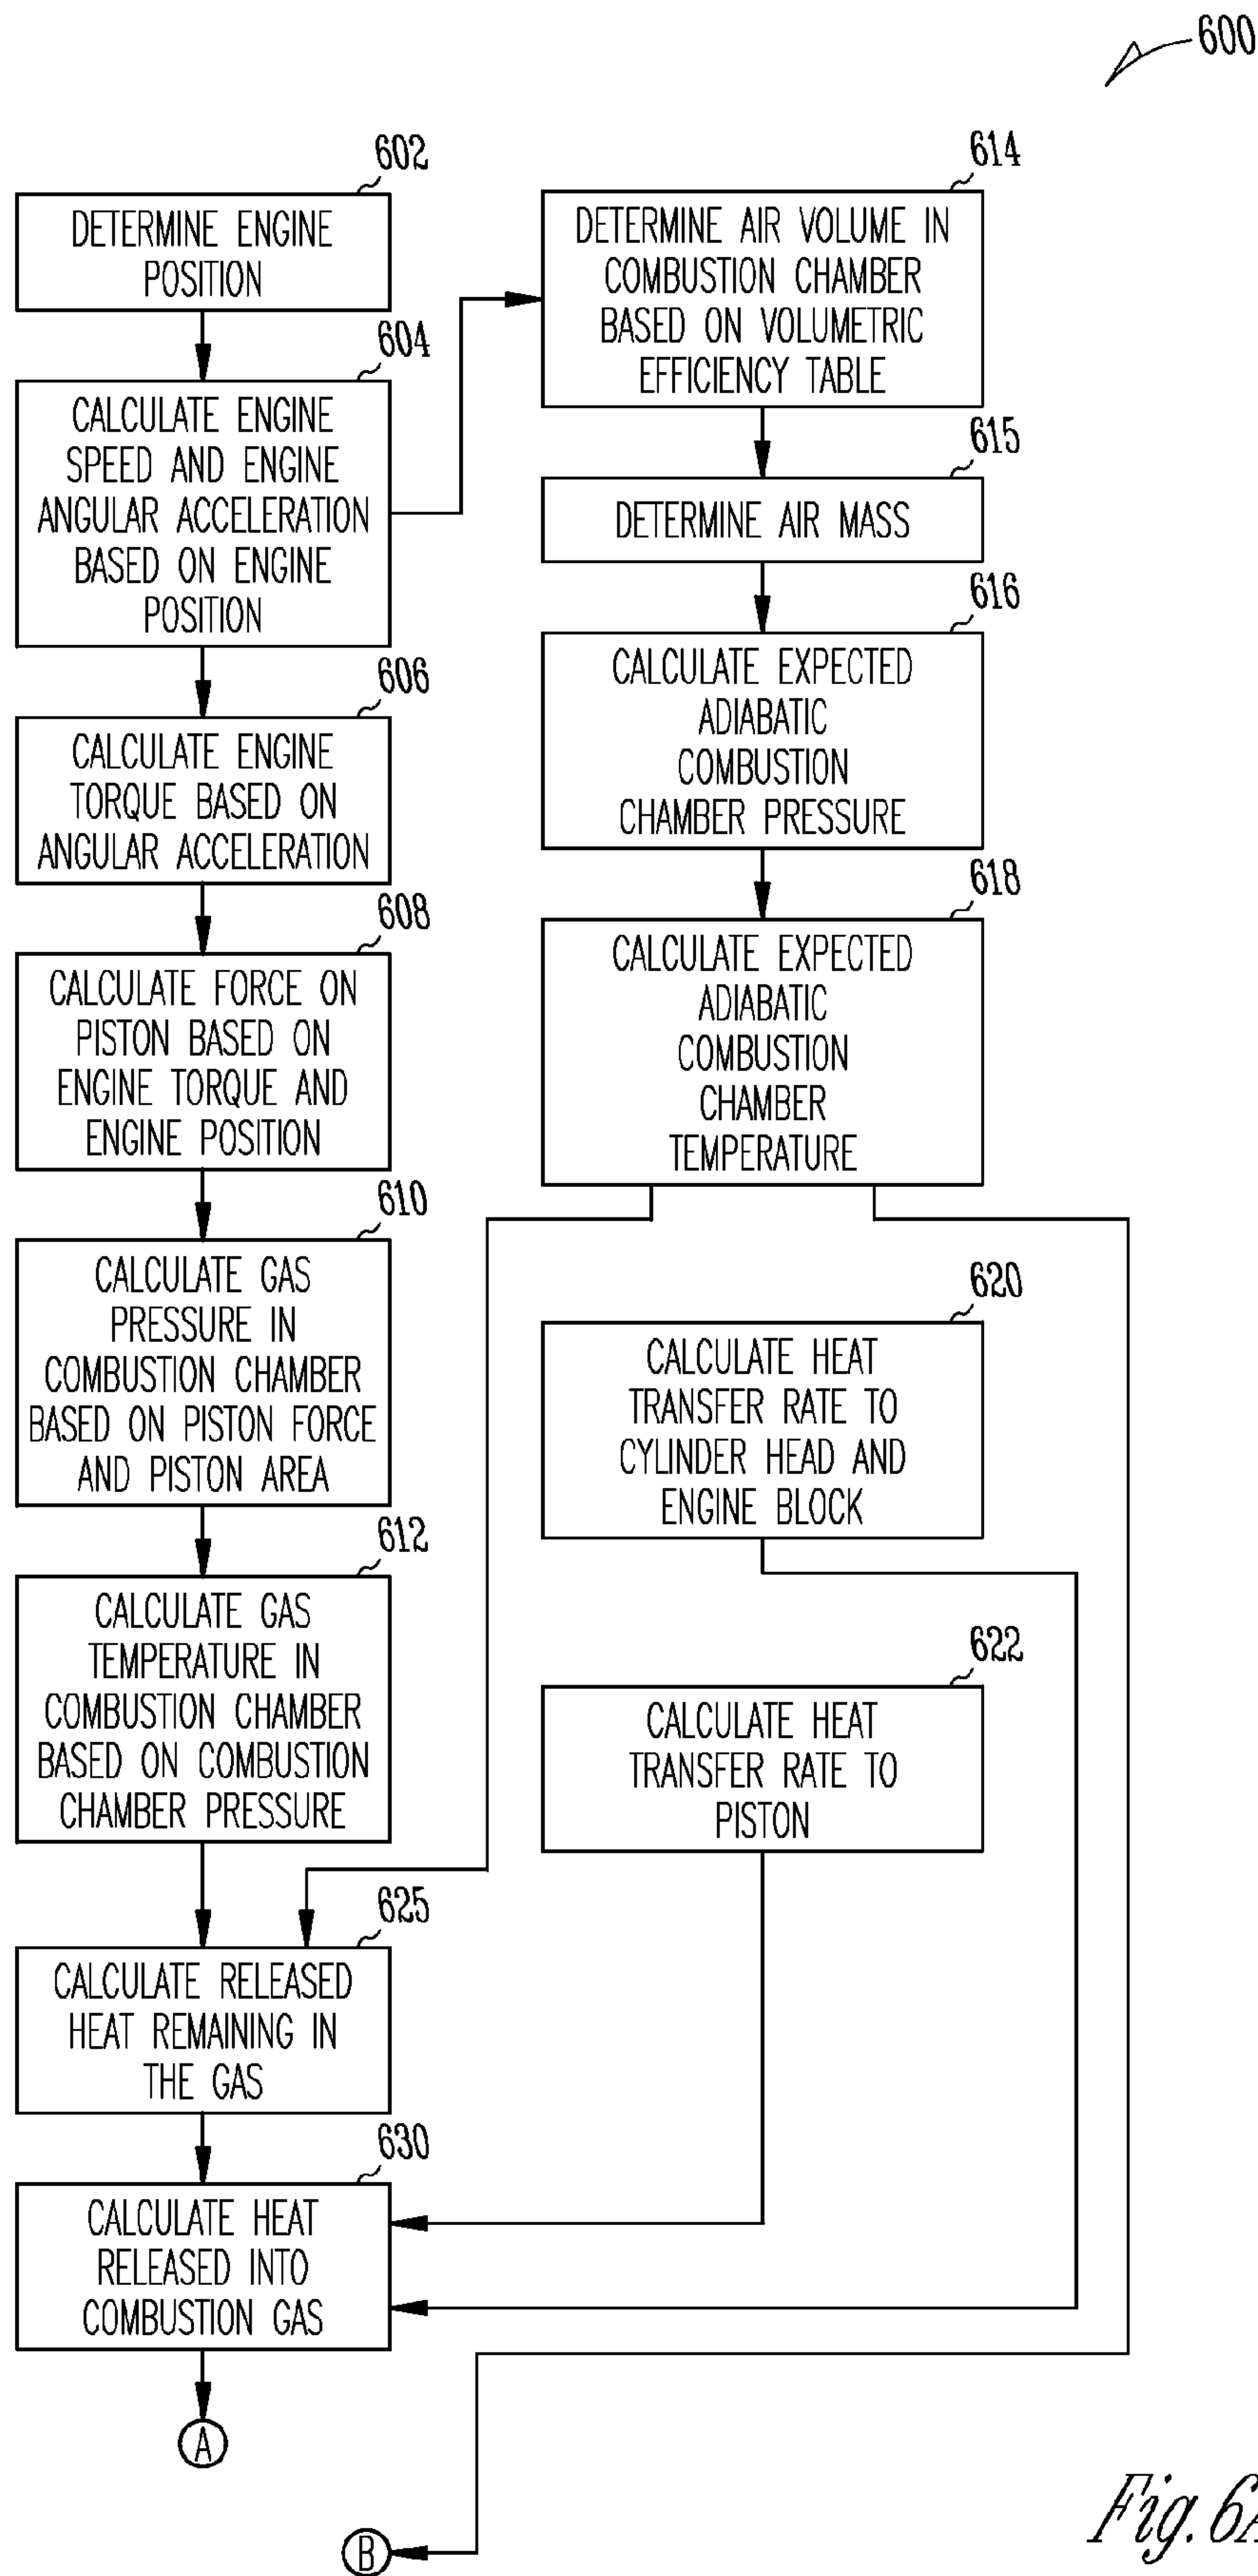 600
602
DETERMINE ENGINE
POSITION
604
CALCULATE ENGINE
SPEED AND ENGINE
ANGULAR ACCELERATION
BASED ON ENGINE
POSITION
606
CALCULATE ENGINE
TORQUE BASED ON
ANGULAR ACCELERATION
608
CALCULATE FORCE ON
PISTON BASED ON
ENGINE TORQUE AND
ENGINE POSITION
610
CALCULATE GAS
PRESSURE IN
COMBUSTION CHAMBER
BASED ON PISTON FORCE
AND PISTON AREA
612
CALCULATE GAS
TEMPERATURE IN
COMBUSTION CHAMBER
BASED ON COMBUSTION
CHAMBER PRESSURE
625
CALCULATE RELEASED
HEAT REMAINING IN
THE GAS
630
CALCULATE HEAT
RELEASED INTO
COMBUSTION GAS
A
614
DETERMINE AIR VOLUME IN
COMBUSTION CHAMBER
BASED ON VOLUMETRIC
EFFICIENCY TABLE
615
DETERMINE AIR MASS
616
CALCULATE EXPECTED
ADIABATIC
COMBUSTION
CHAMBER PRESSURE
618
CALCULATE EXPECTED
ADIABATIC
COMBUSTION
CHAMBER
TEMPERATURE
620
CALCULATE HEAT
TRANSFER RATE TO
CYLINDER HEAD AND
ENGINE BLOCK
622
CALCULATE HEAT
TRANSFER RATE TO
PISTON
B
Fig. 6A